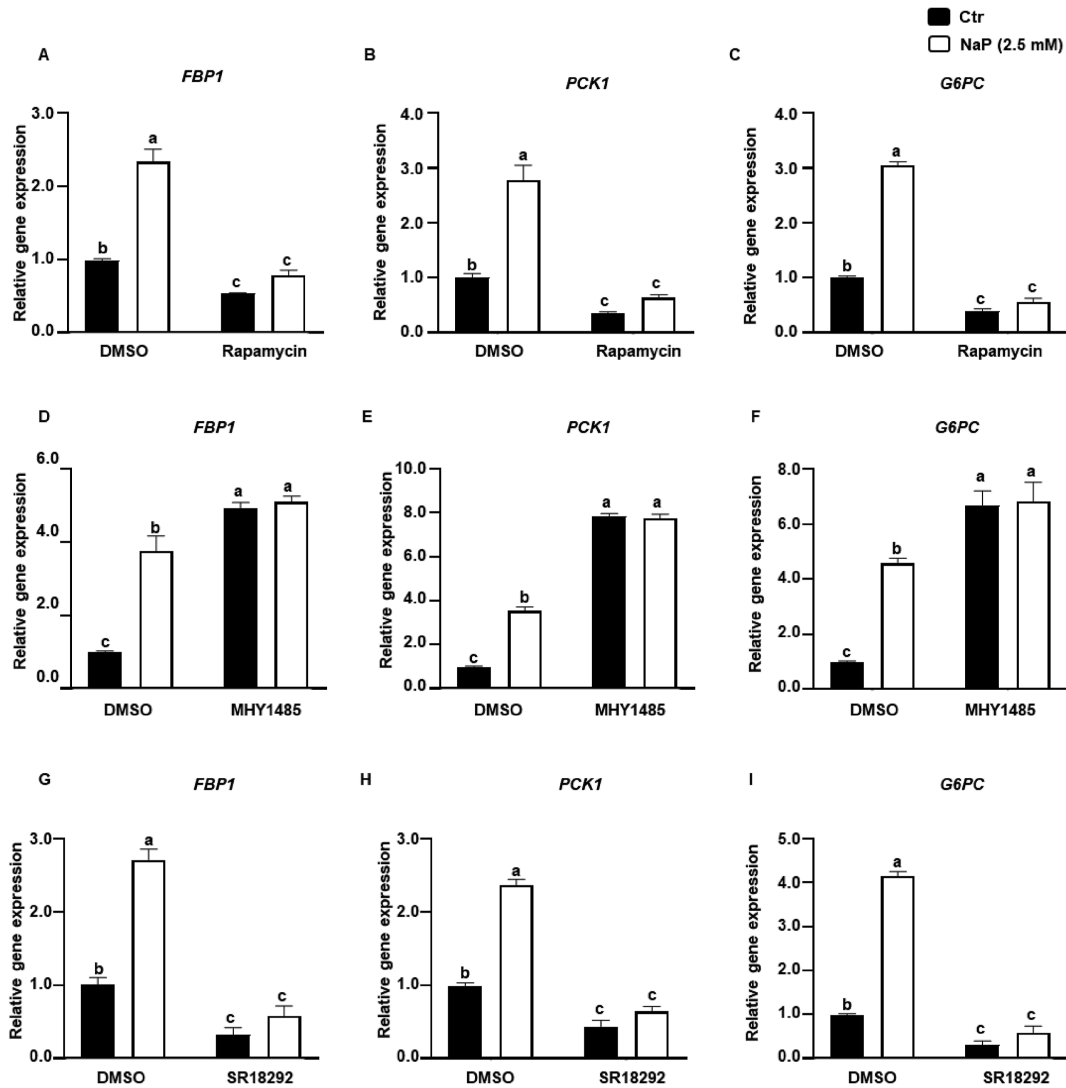 Ctr
NaP (2.5 mM)
A
FBP1
Relative gene expression
3.0
2.0
1.0
0.0
b
a
c
c
DMSO
Rapamycin
B
PCK1
Relative gene expression
4.0
3.0
2.0
1.0
0.0
b
a
c
c
DMSO
Rapamycin
C
G6PC
Relative gene expression
4.0
3.0
2.0
1.0
0.0
b
a
c
c
DMSO
Rapamycin
D
FBP1
Relative gene expression
6.0
4.0
2.0
0.0
c
b
a
a
DMSO
MHY1485
E
PCK1
Relative gene expression
10.0
8.0
6.0
4.0
2.0
0.0
c
b
a
a
DMSO
MHY1485
F
G6PC
Relative gene expression
8.0
6.0
4.0
2.0
0.0
c
b
a
a
DMSO
MHY1485
G
FBP1
Relative gene expression
3.0
2.0
1.0
0.0
b
a
c
c
DMSO
SR18292
H
PCK1
Relative gene expression
3.0
2.0
1.0
0.0
b
a
c
c
DMSO
SR18292
I
G6PC
Relative gene expression
5.0
4.0
3.0
2.0
1.0
0.0
b
a
c
c
DMSO
SR18292